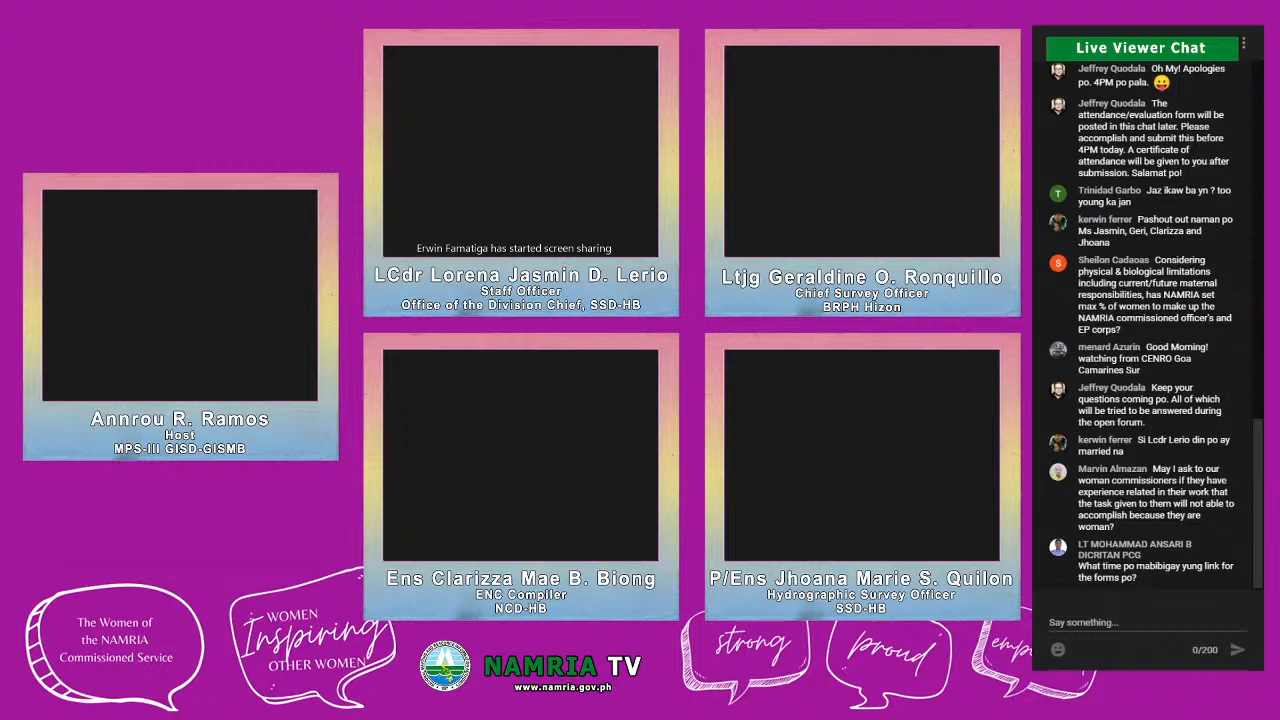 Annrou R. Ramos
Host
MPS-III GISD-GISMB
Erwin Famatiga has started screen sharing
LCdr Lorena Jasmin D. Lerio
Staff Officer
Office of the Division Chief, SSD-HB
Ltjg Geraldine O. Ronquillo
Chief Survey Officer
BRPH Hizon
Ens Clarizza Mae B. Biong
ENC Compiler
NCD-HB
P/Ens Jhoana Marie S. Quilon
Hydrographic Survey Officer
SSD-HB
The Women of
the NAMRIA
Commissioned Service
WOMEN
Inspiring
OTHER WOMEN
NAMRIA TV
www.namria.gov.ph
strong
proud
Live Viewer Chat
Jeffrey Quodala Oh My! Apologies
po. 4PM po pala.
Jeffrey Quodala The
attendance/evaluation form will be
posted in this chat later. Please
accomplish and submit this before
4PM today. A certificate of
attendance will be given to you after
submission. Salamat po!
T
Trinidad Garbo Jaz ikaw ba yn ? too
young ka jan
kerwin ferrer Pashout out naman po
Ms Jasmin, Geri, Clarizza and
Jhoana
S
Sheilon Cadaoas Considering
physical & biological limitations
including current/future maternal
responsibilities, has NAMRIA set
max % of women to make up the
NAMRIA commissioned officer's and
EP corps?
menard Azurin Good Morning!
watching from CENRO Goa
Camarines Sur
Jeffrey Quodala Keep your
questions coming po. All of which
will be tried to be answered during
the open forum.
kerwin ferrer Si Lcdr Lerio din po ay
married na
Marvin Almazan May I ask to our
woman commissioners if they have
experience related in their work that
the task given to them will not able to
accomplish because they are
woman?
LT MOHAMMAD ANSARI B
DICRITAN PCG
What time po mabibigay yung link for
the forms po?
Say something...
0/200